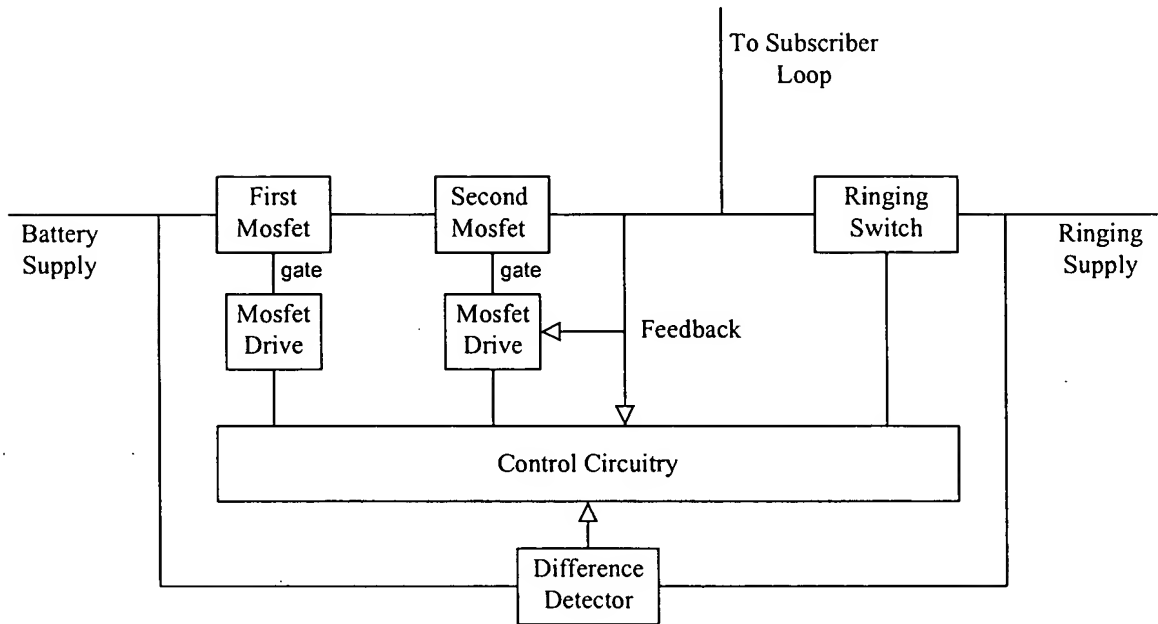 To Subscriber
Loop
First
Mosfet
Second
Mosfet
Ringing
Switch
Battery
Supply
Ringing
Supply
gate
gate
Mosfet
Drive
Mosfet
Drive
Feedback
Control Circuitry
Difference
Detector